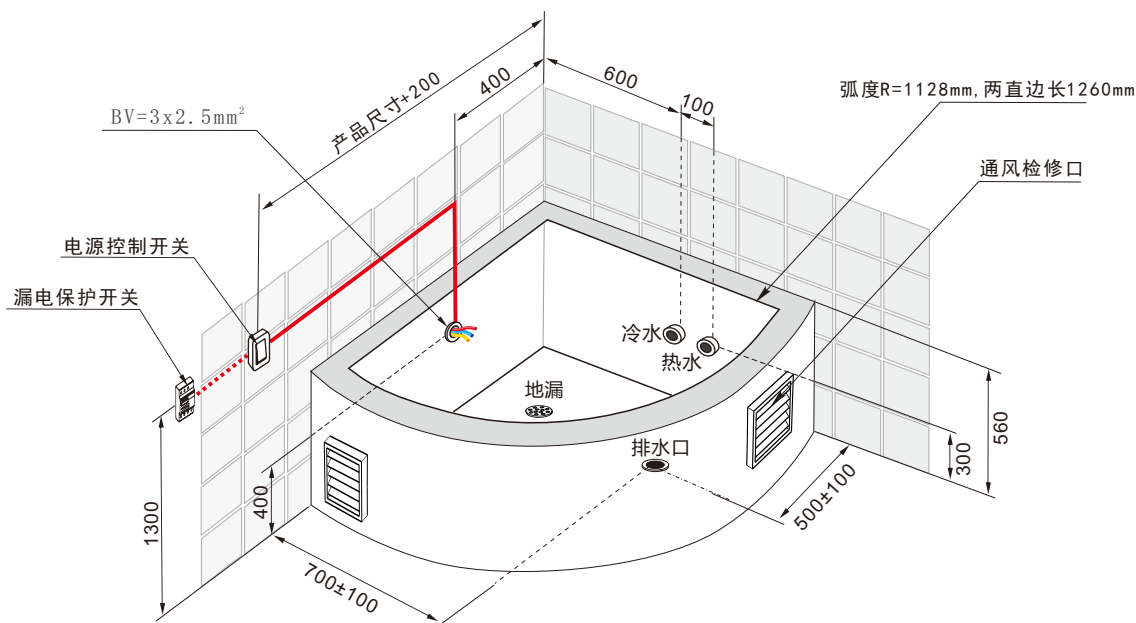 产品尺寸+200
400
600
100
弧度R=1128mm,两直边长1260mm
BV=3x2.5mm²
通风检修口
电源控制开关
漏电保护开关
冷水
热水
地漏
排水口
560
300
500±100
400
1300
700±100